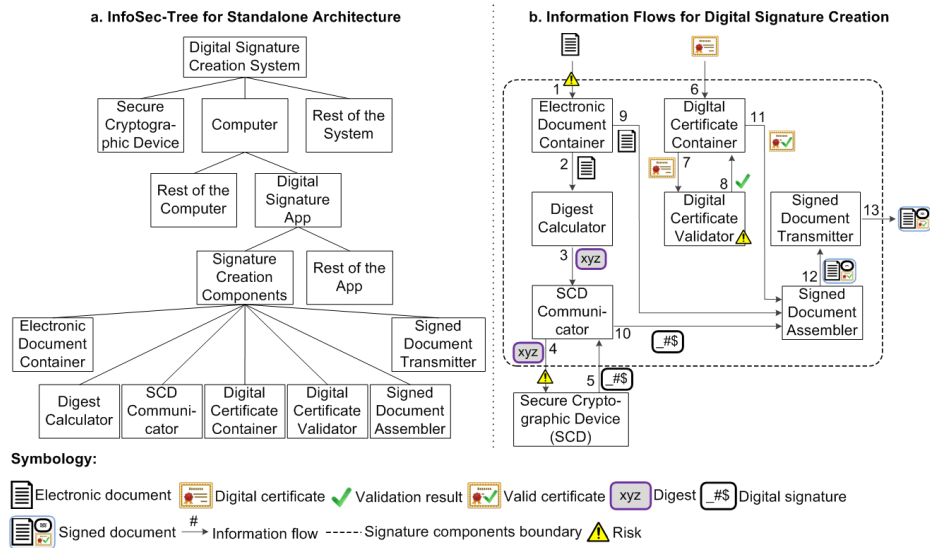 a. InfoSec-Tree for Standalone Architecture
Digital Signature
Creation System
Secure
Cryptogra-
phic Device
Computer
Rest of the
System
Rest of the
Computer
Digital
Signature
App
Signature
Creation
Components
Rest of the
App
Electronic
Document
Container
Signed
Document
Transmitter
Digest
Calculator
SCD
Communi-
cator
Digital
Certificate
Container
Digital
Certificate
Validator
Signed
Document
Assembler
b. Information Flows for Digital Signature Creation
1
6
Electronic
Document
Container
9
DigItal
Certificate
Container
11
2
7
8
Digest
Calculator
Digital
Certificate
Validator
Signed
Document
Transmitter
13
3
xyz
12
SCD
Communi-
cator
10
_#$
Signed
Document
Assembler
xyz
4
5
_#$
Secure Crypto-
graphic Device
(SCD)
Symbology:
Electronic document
Digital certificate
Validation result
Valid certificate
xyz
Digest
_#$
Digital signature
Signed document
#
Information flow
Signature components boundary
Risk